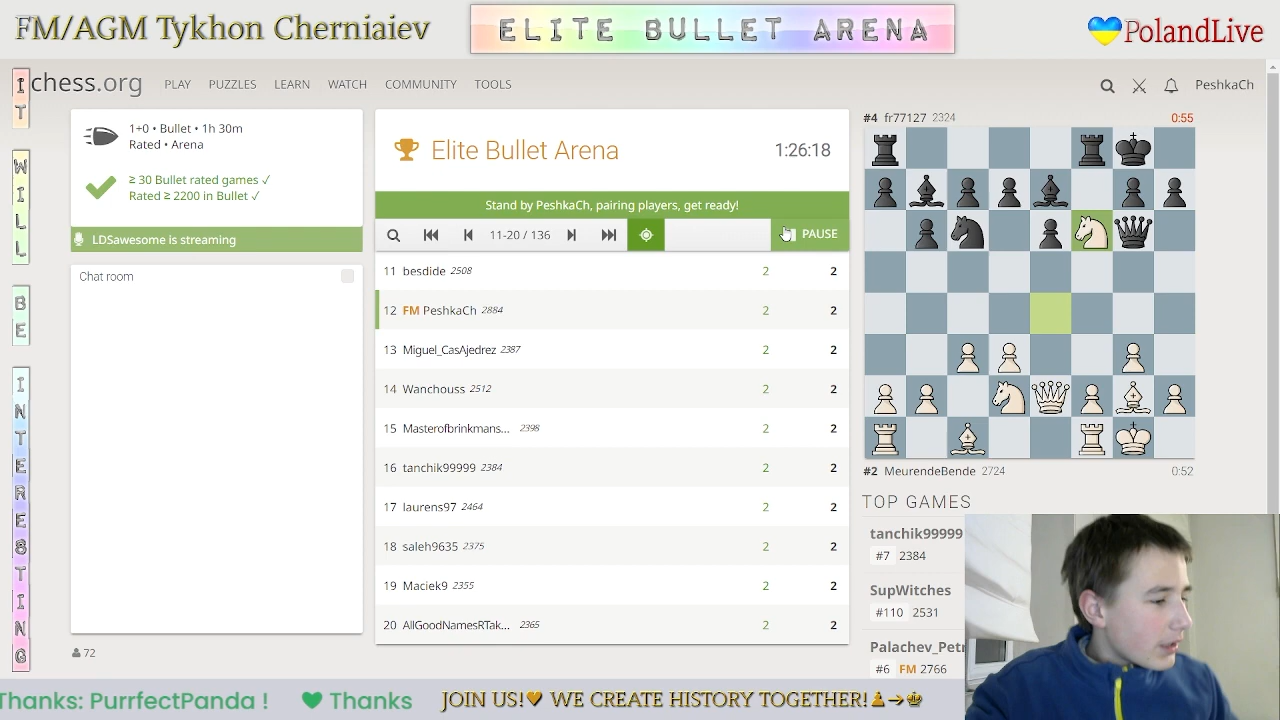 FM/AGM Tykhon Cherniaiev
ELITE BULLET ARENA
PolandLive
IT WILL BE INTERESTING
chess.org
PLAY
PUZZLES
LEARN
WATCH
COMMUNITY
TOOLS
PeshkaCh
1+0 • Bullet • 1h 30m
Rated • Arena
≥ 30 Bullet rated games ✓
Rated ≥ 2200 in Bullet ✓
LDSawesome is streaming
Chat room
72
Elite Bullet Arena
1:26:18
Stand by PeshkaCh, pairing players, get ready!
11-20 / 136
PAUSE
11 besdide 2508 2 2
12 FM PeshkaCh 2884 2 2
13 Miguel_CasAjedrez 2387 2 2
14 Wanchouss 2512 2 2
15 Masterofbrinkmans... 2398 2 2
16 tanchik99999 2384 2 2
17 laurens97 2464 2 2
18 saleh9635 2375 2 2
19 Maciek9 2355 2 2
20 AllGoodNamesRTak... 2365 2 2
#4 fr77127 2324 0:55
#2 MeurendeBende 2724 0:52
TOP GAMES
tanchik99999
#7 2384
SupWitches
#110 2531
Palachev_Petr
#6 FM 2766
Thanks: PurrfectPanda !
Thanks
JOIN US! WE CREATE HISTORY TOGETHER!